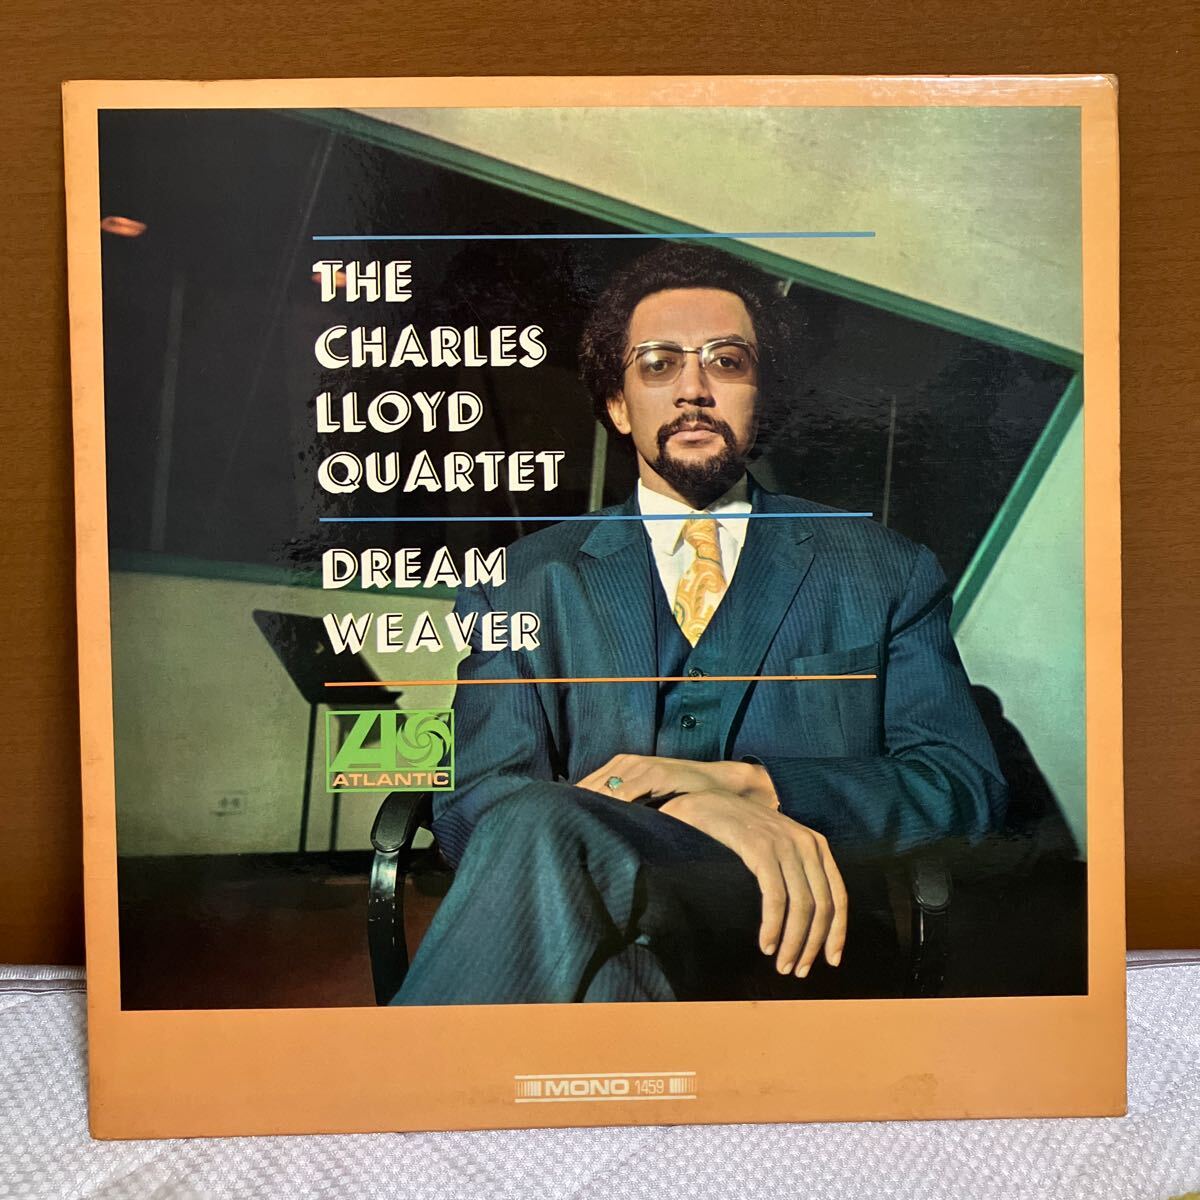 THE
CHARLES
LLOYD
QUARTET
DREAM
WEAVER
ATLANTIC
MONO 1459